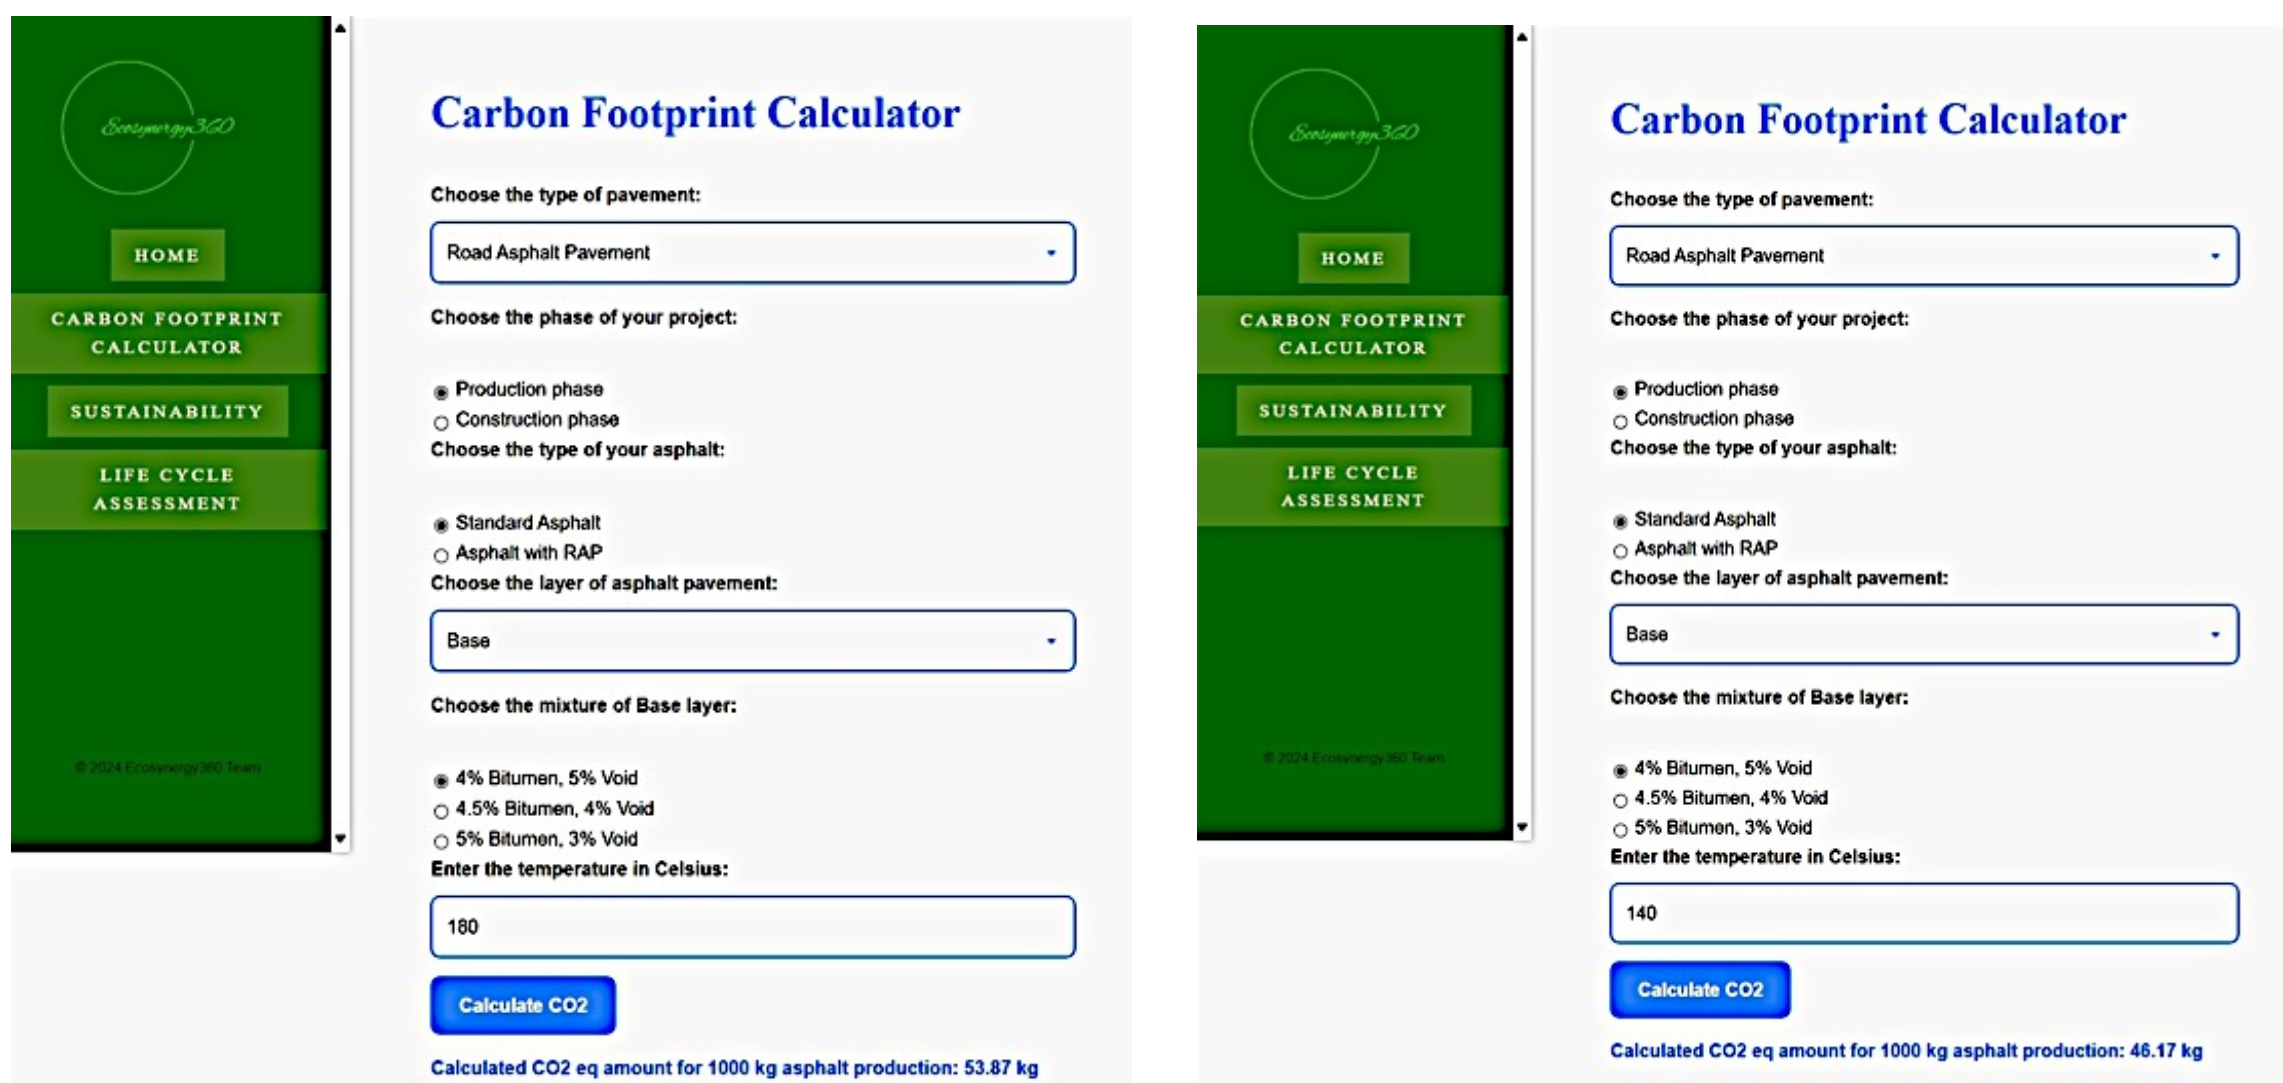 Ecosynergy360
HOME
CARBON FOOTPRINT
CALCULATOR
SUSTAINABILITY
LIFE CYCLE
ASSESSMENT
© 2024 Ecosynergy360 Team
Carbon Footprint Calculator
Choose the type of pavement:
Road Asphalt Pavement
Choose the phase of your project:
Production phase
Construction phase
Choose the type of your asphalt:
Standard Asphalt
Asphalt with RAP
Choose the layer of asphalt pavement:
Base
Choose the mixture of Base layer:
4% Bitumen, 5% Void
4.5% Bitumen, 4% Void
5% Bitumen, 3% Void
Enter the temperature in Celsius:
180
Calculate CO2
Calculated CO2 eq amount for 1000 kg asphalt production: 53.87 kg
Ecosynergy360
HOME
CARBON FOOTPRINT
CALCULATOR
SUSTAINABILITY
LIFE CYCLE
ASSESSMENT
© 2024 Ecosynergy360 Team
Carbon Footprint Calculator
Choose the type of pavement:
Road Asphalt Pavement
Choose the phase of your project:
Production phase
Construction phase
Choose the type of your asphalt:
Standard Asphalt
Asphalt with RAP
Choose the layer of asphalt pavement:
Base
Choose the mixture of Base layer:
4% Bitumen, 5% Void
4.5% Bitumen, 4% Void
5% Bitumen, 3% Void
Enter the temperature in Celsius:
140
Calculate CO2
Calculated CO2 eq amount for 1000 kg asphalt production: 46.17 kg